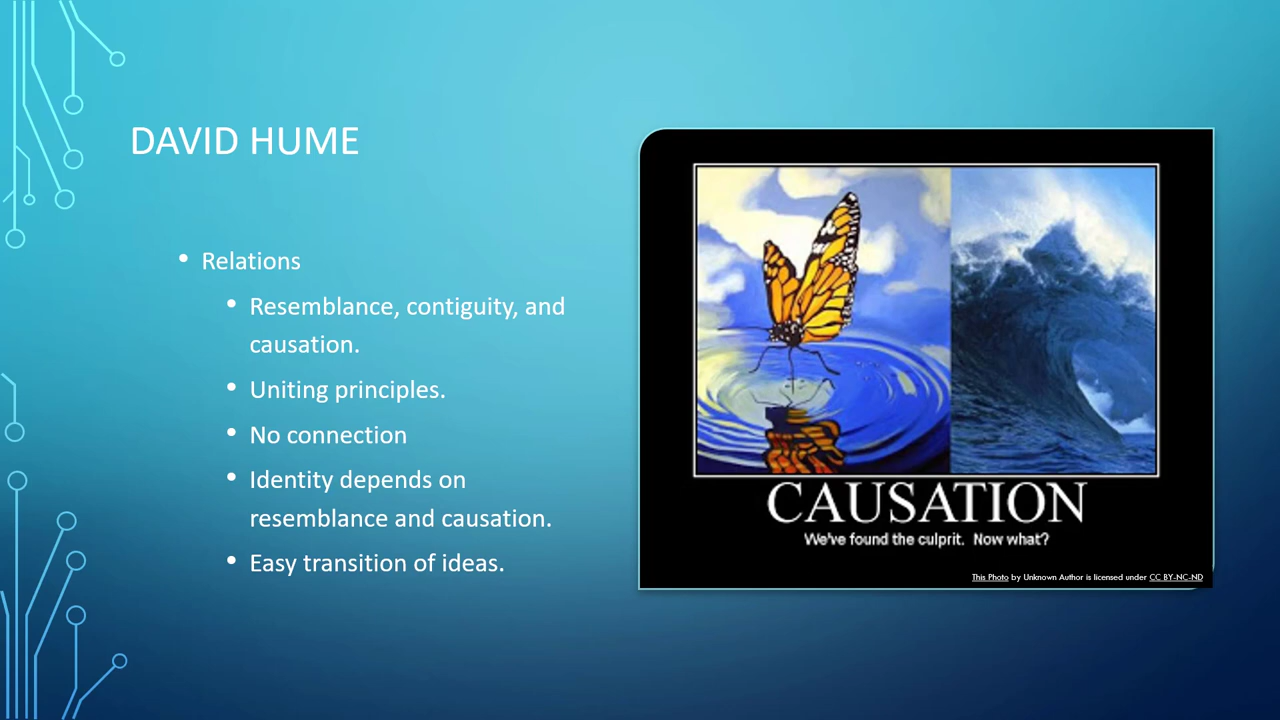 DAVID HUME
• Relations
• Resemblance, contiguity, and
causation.
• Uniting principles.
• No connection
• Identity depends on
resemblance and causation.
• Easy transition of ideas.
CAUSATION
We've found the culprit. Now what?
This Photo by Unknown Author is licensed under CC BY-NC-ND